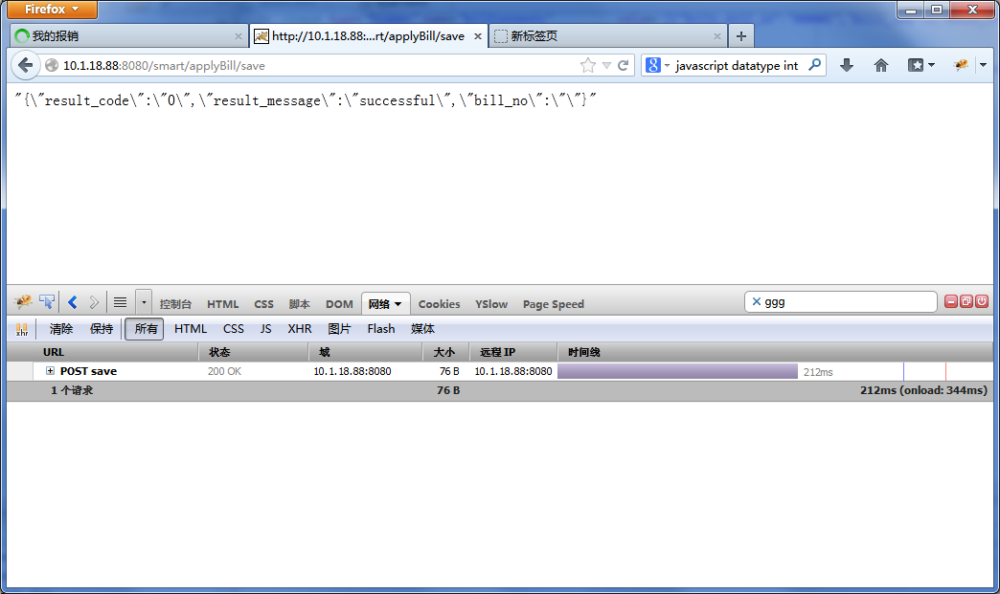 Firefox
我的报销
http://10.1.18.88:...rt/applyBill/save
新标签页
10.1.18.88:8080/smart/applyBill/save
javascript datatype int
"{\"result_code\":\"0\",\"result_message\":\"successful\",\"bill_no\":\"\"}"
控制台 HTML CSS 脚本 DOM 网络 Cookies YSlow Page Speed
ggg
xhr 清除 保持 所有 HTML CSS JS XHR 图片 Flash 媒体
URL 状态 域 大小 远程 IP 时间线
POST save 200 OK 10.1.18.88:8080 76 B 10.1.18.88:8080 212ms
1 个请求 76 B 212ms (onload: 344ms)